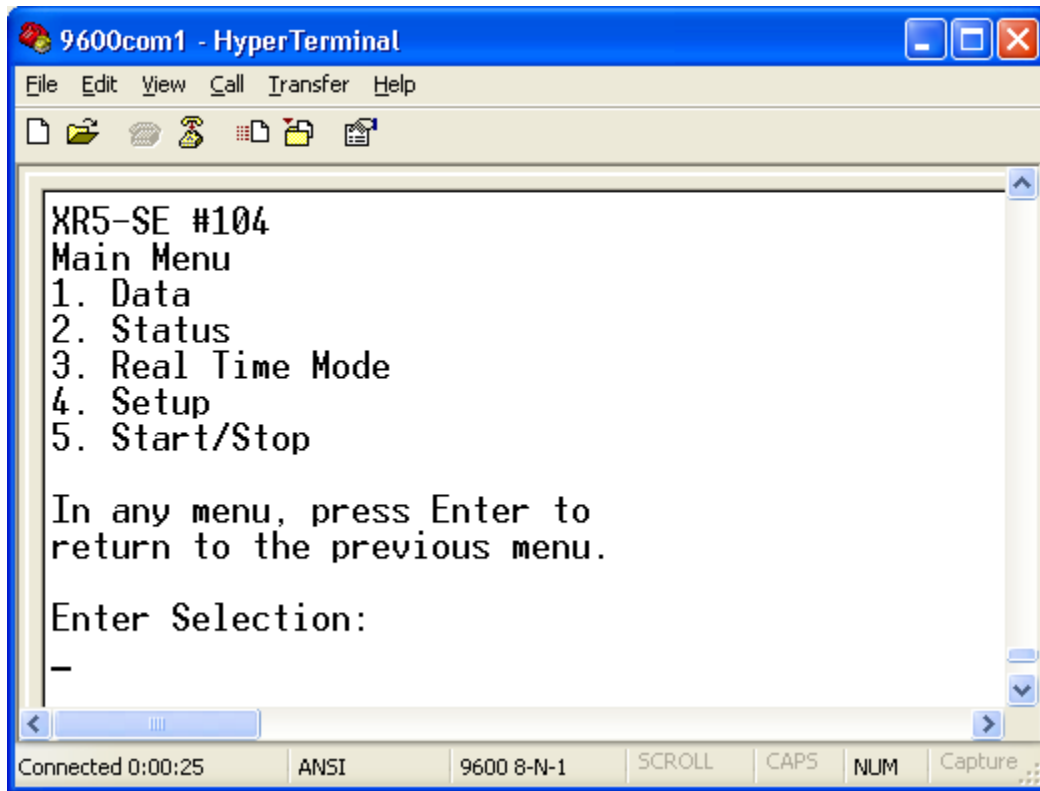 9600com1 - HyperTerminal
File Edit View Call Transfer Help
XR5-SE #104
Main Menu
1. Data
2. Status
3. Real Time Mode
4. Setup
5. Start/Stop
In any menu, press Enter to
return to the previous menu.
Enter Selection:
_
Connected 0:00:25 ANSI 9600 8-N-1 SCROLL CAPS NUM Capture